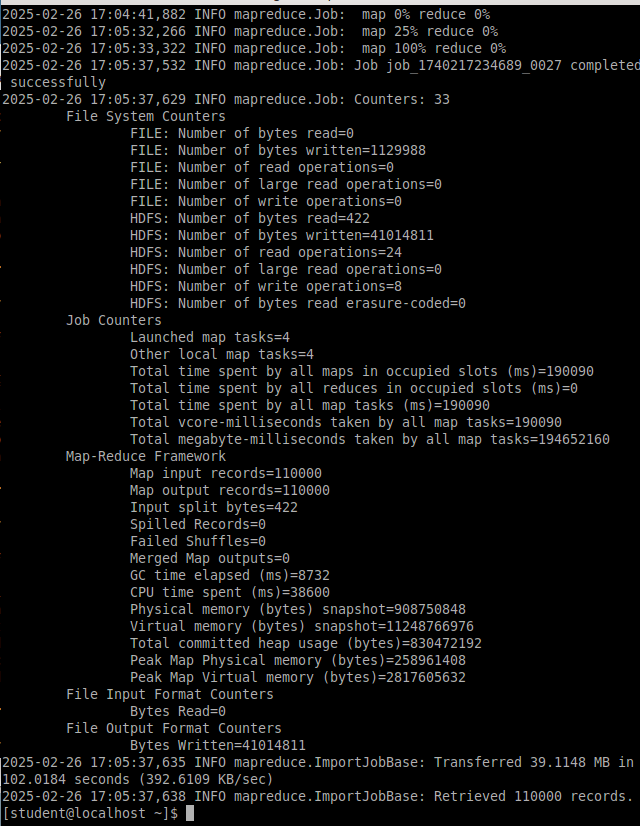 2025-02-26 17:04:41,882 INFO mapreduce.Job:  map 0% reduce 0%
2025-02-26 17:05:32,266 INFO mapreduce.Job:  map 25% reduce 0%
2025-02-26 17:05:33,322 INFO mapreduce.Job:  map 100% reduce 0%
2025-02-26 17:05:37,532 INFO mapreduce.Job: Job job_1740217234689_0027 completed
 successfully
2025-02-26 17:05:37,629 INFO mapreduce.Job: Counters: 33
File System Counters
FILE: Number of bytes read=0
FILE: Number of bytes written=1129988
FILE: Number of read operations=0
FILE: Number of large read operations=0
FILE: Number of write operations=0
HDFS: Number of bytes read=422
HDFS: Number of bytes written=41014811
HDFS: Number of read operations=24
HDFS: Number of large read operations=0
HDFS: Number of write operations=8
HDFS: Number of bytes read erasure-coded=0
Job Counters
Launched map tasks=4
Other local map tasks=4
Total time spent by all maps in occupied slots (ms)=190090
Total time spent by all reduces in occupied slots (ms)=0
Total time spent by all map tasks (ms)=190090
Total vcore-milliseconds taken by all map tasks=190090
Total megabyte-milliseconds taken by all map tasks=194652160
Map-Reduce Framework
Map input records=110000
Map output records=110000
Input split bytes=422
Spilled Records=0
Failed Shuffles=0
Merged Map outputs=0
GC time elapsed (ms)=8732
CPU time spent (ms)=38600
Physical memory (bytes) snapshot=908750848
Virtual memory (bytes) snapshot=11248766976
Total committed heap usage (bytes)=830472192
Peak Map Physical memory (bytes)=258961408
Peak Map Virtual memory (bytes)=2817605632
File Input Format Counters
Bytes Read=0
File Output Format Counters
Bytes Written=41014811
2025-02-26 17:05:37,635 INFO mapreduce.ImportJobBase: Transferred 39.1148 MB in
102.0184 seconds (392.6109 KB/sec)
2025-02-26 17:05:37,638 INFO mapreduce.ImportJobBase: Retrieved 110000 records.
[student@localhost ~]$